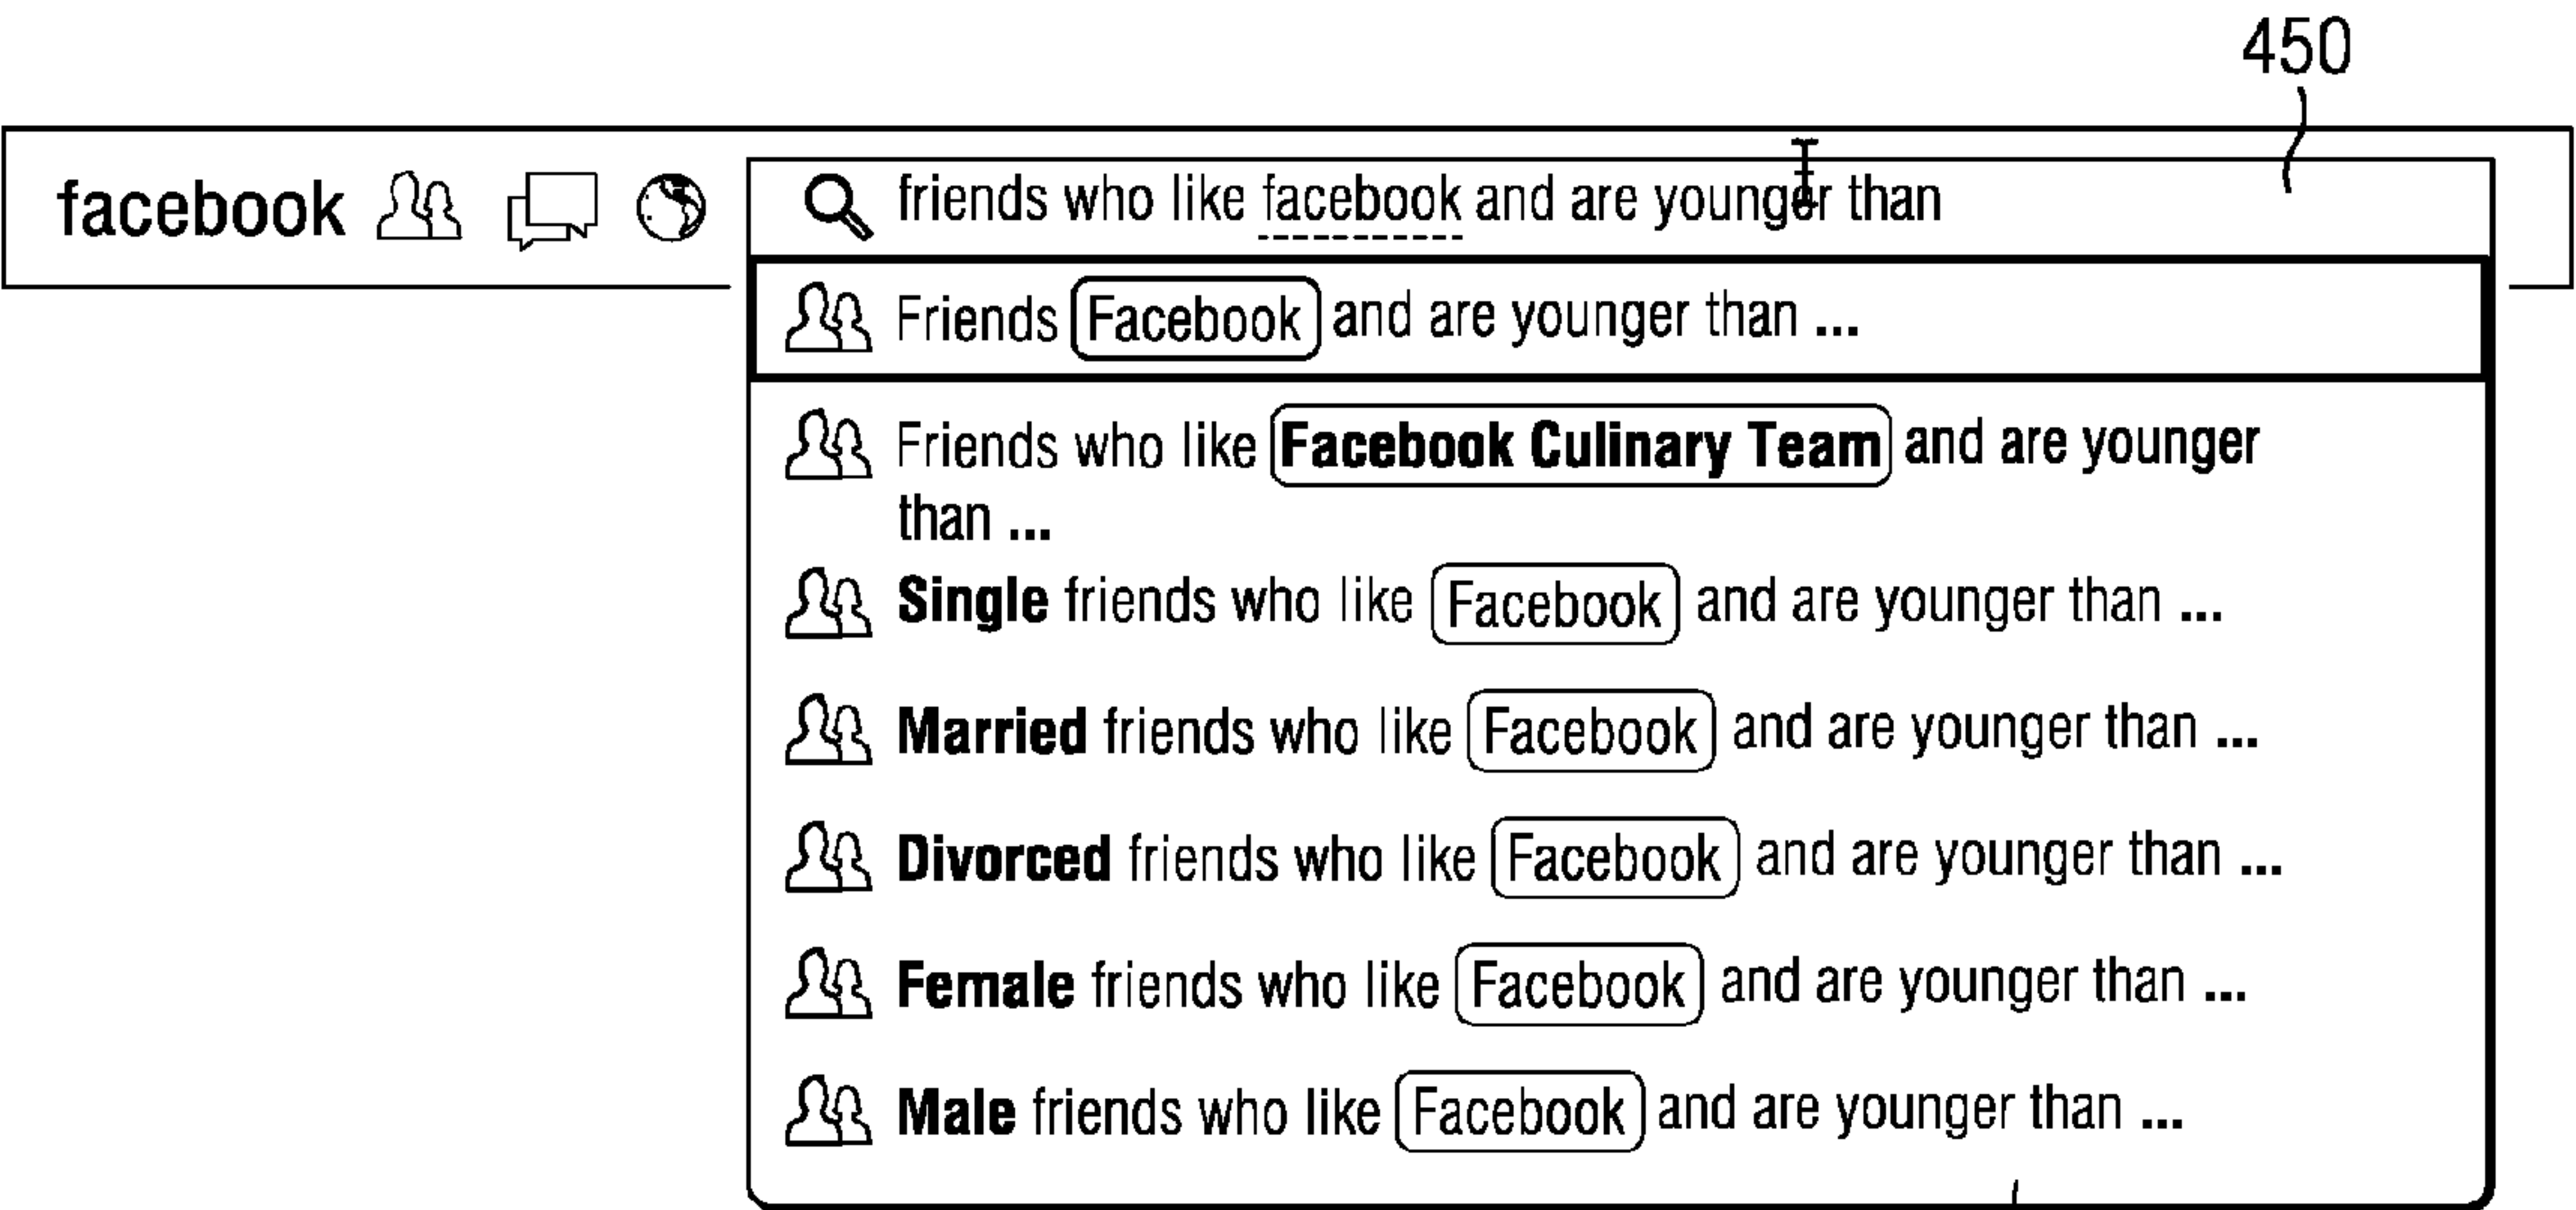 450
facebook
friends who like facebook and are younger than
Friends Facebook and are younger than ...
Friends who like Facebook Culinary Team and are younger
than ...
Single friends who like Facebook and are younger than ...
Married friends who like Facebook and are younger than ...
Divorced friends who like Facebook and are younger than ...
Female friends who like Facebook and are younger than ...
Male friends who like Facebook and are younger than ...